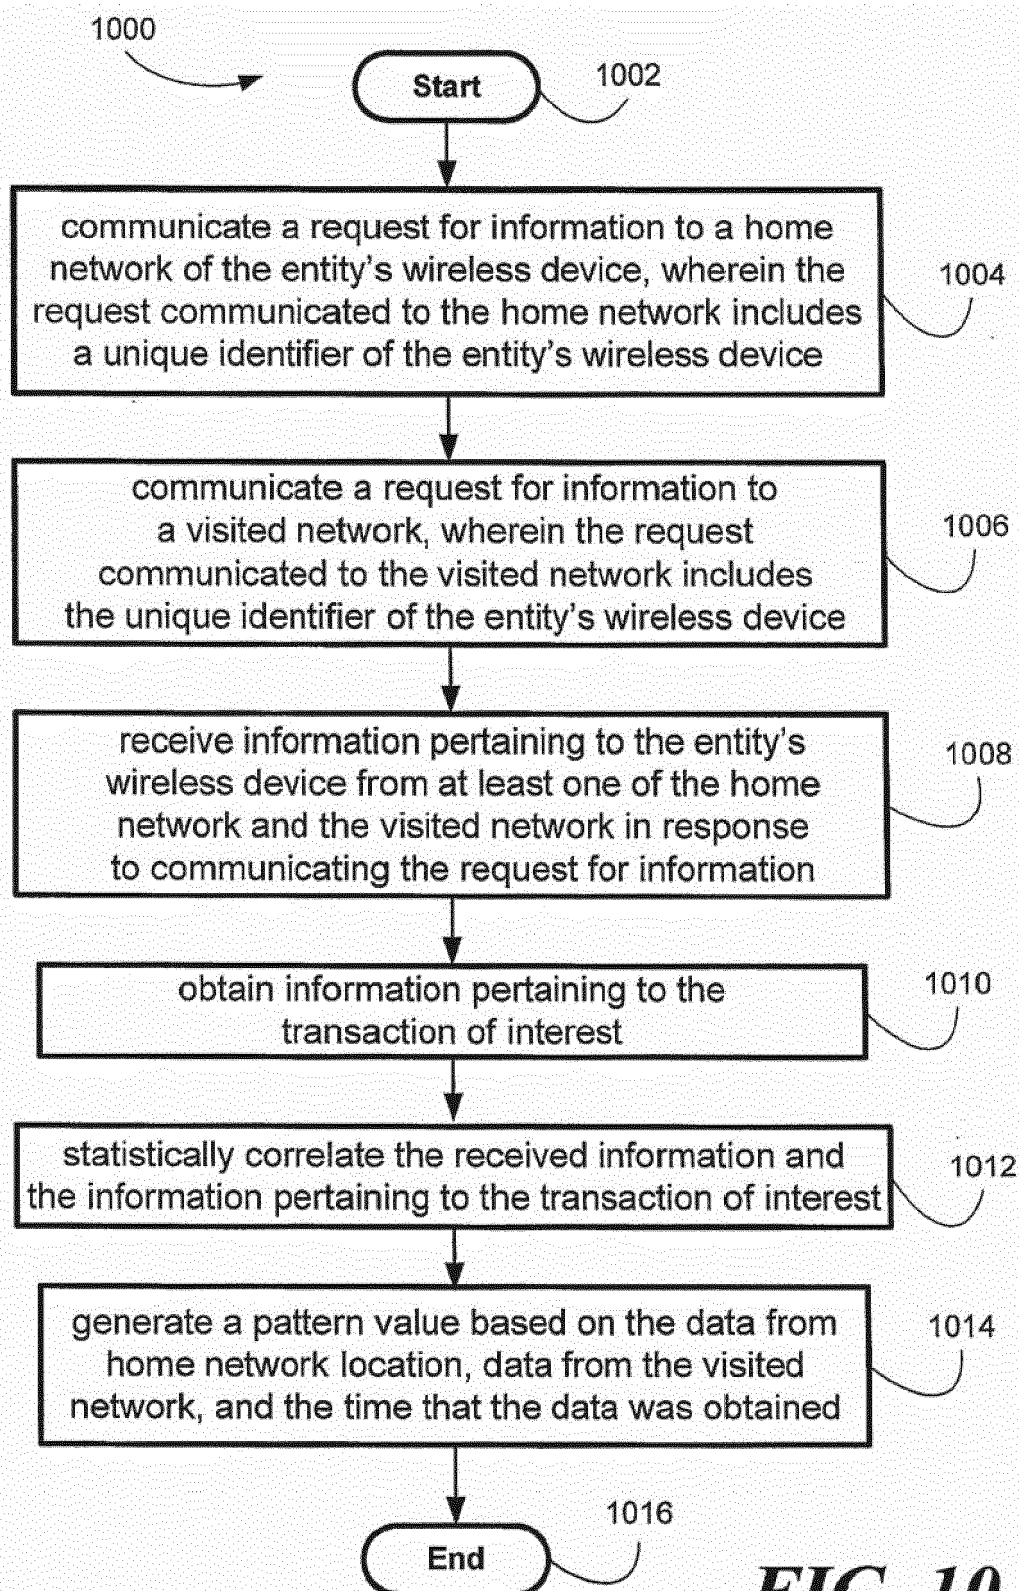 1000
Start
1002
communicate a request for information to a home
network of the entity's wireless device, wherein the
request communicated to the home network includes
a unique identifier of the entity's wireless device
1004
communicate a request for information to
a visited network, wherein the request
communicated to the visited network includes
the unique identifier of the entity's wireless device
1006
receive information pertaining to the entity's
wireless device from at least one of the home
network and the visited network in response
to communicating the request for information
1008
obtain information pertaining to the
transaction of interest
1010
statistically correlate the received information and
the information pertaining to the transaction of interest
1012
generate a pattern value based on the data from
home network location, data from the visited
network, and the time that the data was obtained
1014
End
1016
FIG. 10